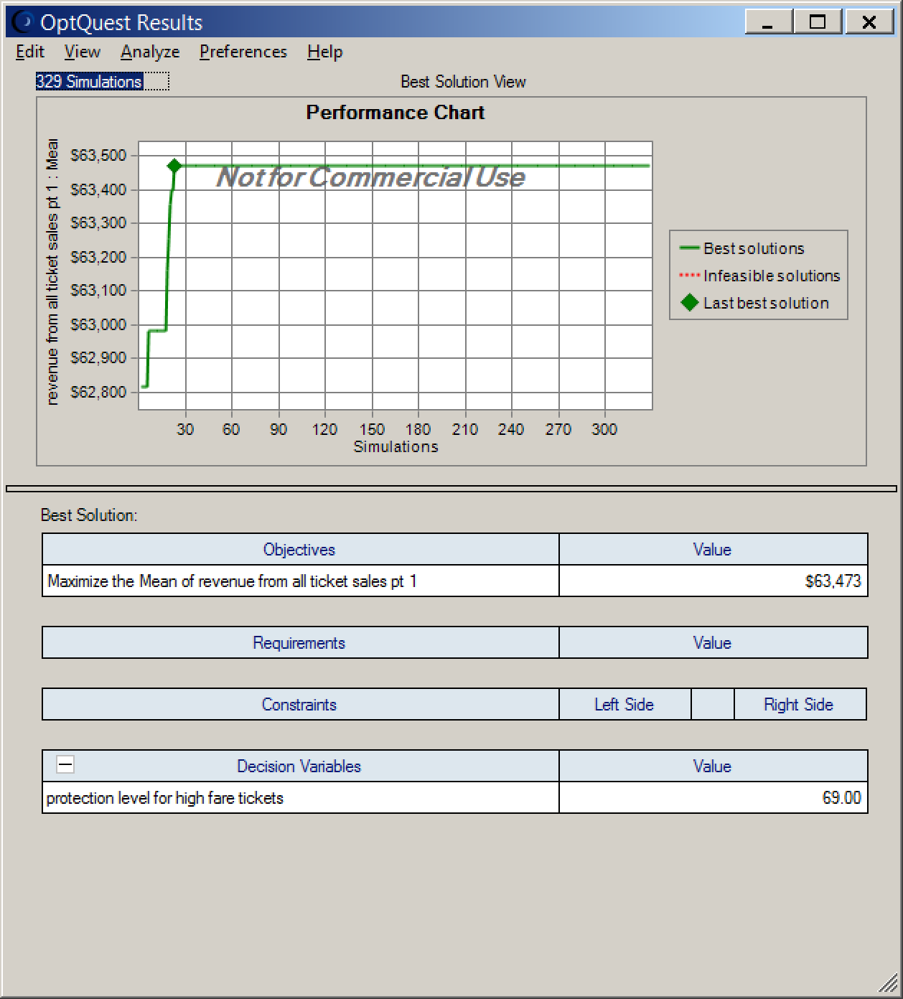 OptQuest Results
Edit View Analyze Preferences Help
329 Simulations Best Solution View
Performance Chart
revenue from all ticket sales pt 1 : Mean
$63,500
$63,400
$63,300
$63,200
$63,100
$63,000
$62,900
$62,800
Not for Commercial Use
Best solutions
Infeasible solutions
Last best solution
30 60 90 120 150 180 210 240 270 300
Simulations
Best Solution:
Objectives Value
Maximize the Mean of revenue from all ticket sales pt 1 $63,473
Requirements Value
Constraints Left Side Right Side
Decision Variables Value
protection level for high fare tickets 69.00